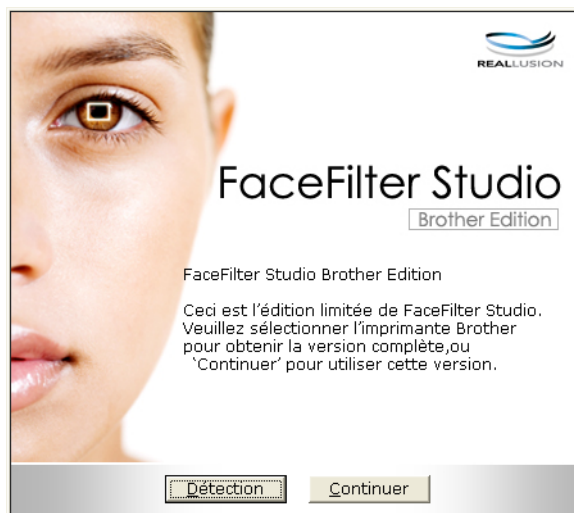 REALLUSION
FaceFilter Studio
Brother Edition
FaceFilter Studio Brother Edition
Ceci est l'édition limitée de FaceFilter Studio.
Veuillez sélectionner l'imprimante Brother
pour obtenir la version complète,ou
‘Continuer’ pour utiliser cette version.
Détection
Continuer